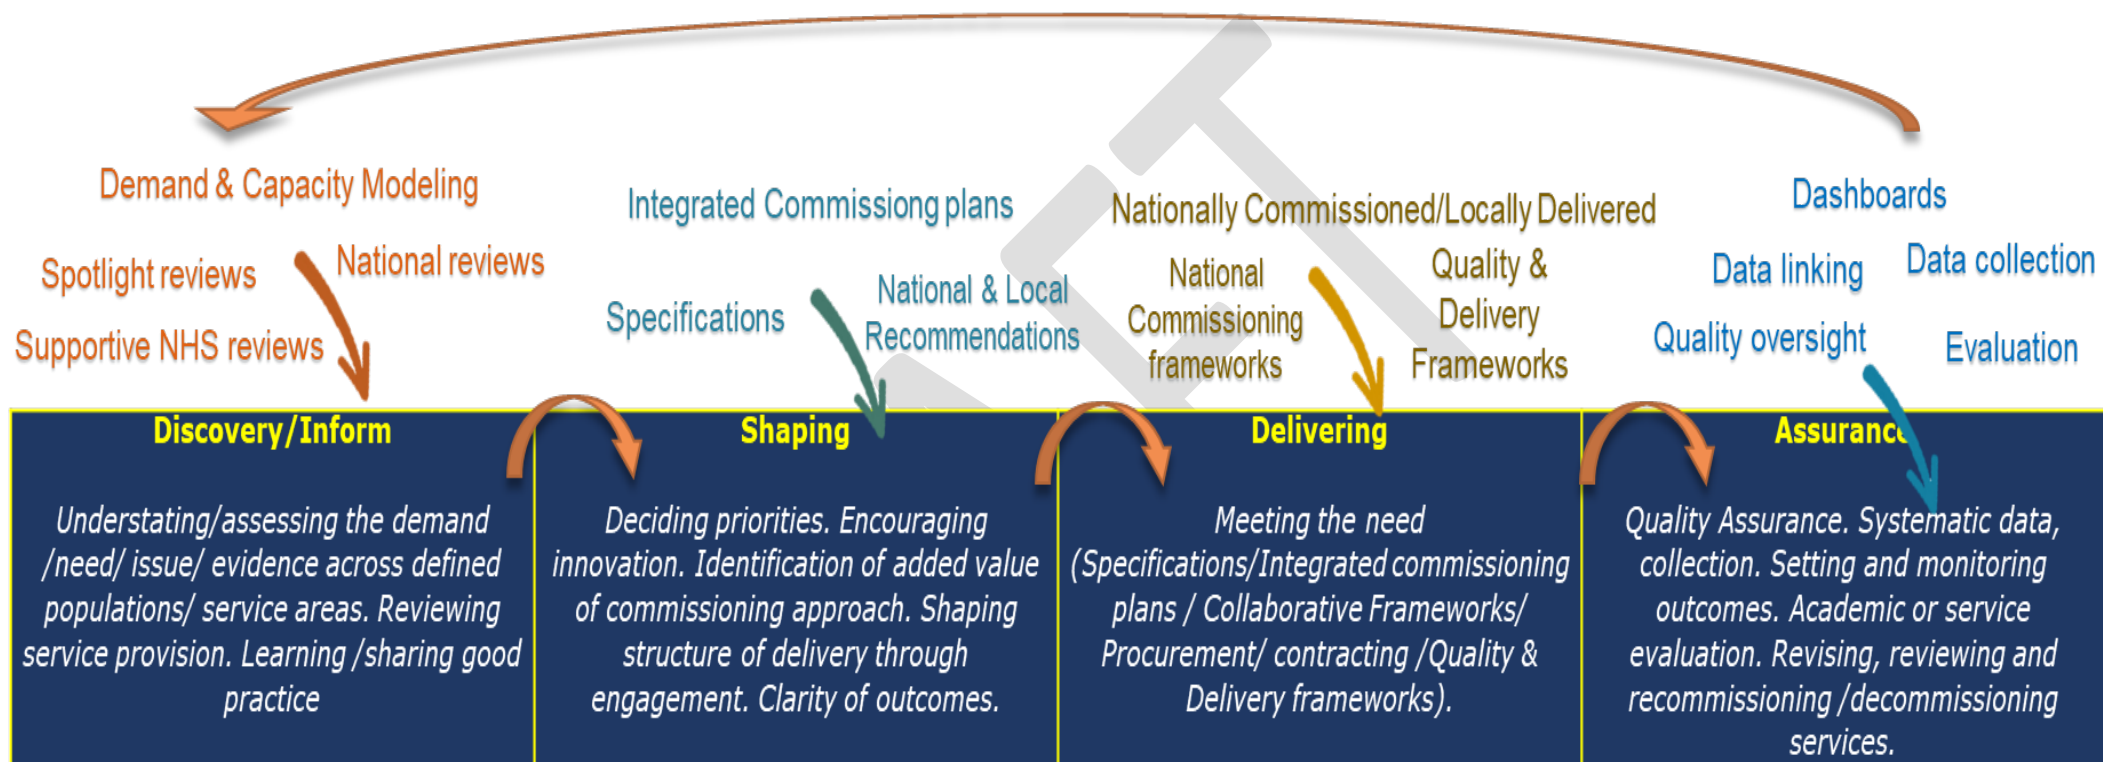 Demand & Capacity Modeling
Spotlight reviews
National reviews
Supportive NHS reviews
Integrated Commissiong plans
Specifications
National & Local
Recommendations
Nationally Commissioned/Locally Delivered
National
Commissioning
frameworks
Quality &
Delivery
Frameworks
Dashboards
Data linking
Data collection
Quality oversight
Evaluation
Discovery/Inform
Understating/assessing the demand
/need/ issue/ evidence across defined
populations/ service areas. Reviewing
service provision. Learning /sharing good
practice
Shaping
Deciding priorities. Encouraging
innovation. Identification of added value
of commissioning approach. Shaping
structure of delivery through
engagement. Clarity of outcomes.
Delivering
Meeting the need
(Specifications/Integrated commissioning
plans / Collaborative Frameworks/
Procurement/ contracting /Quality &
Delivery frameworks).
Assurance
Quality Assurance. Systematic data,
collection. Setting and monitoring
outcomes. Academic or service
evaluation. Revising, reviewing and
recommissioning /decommissioning
services.